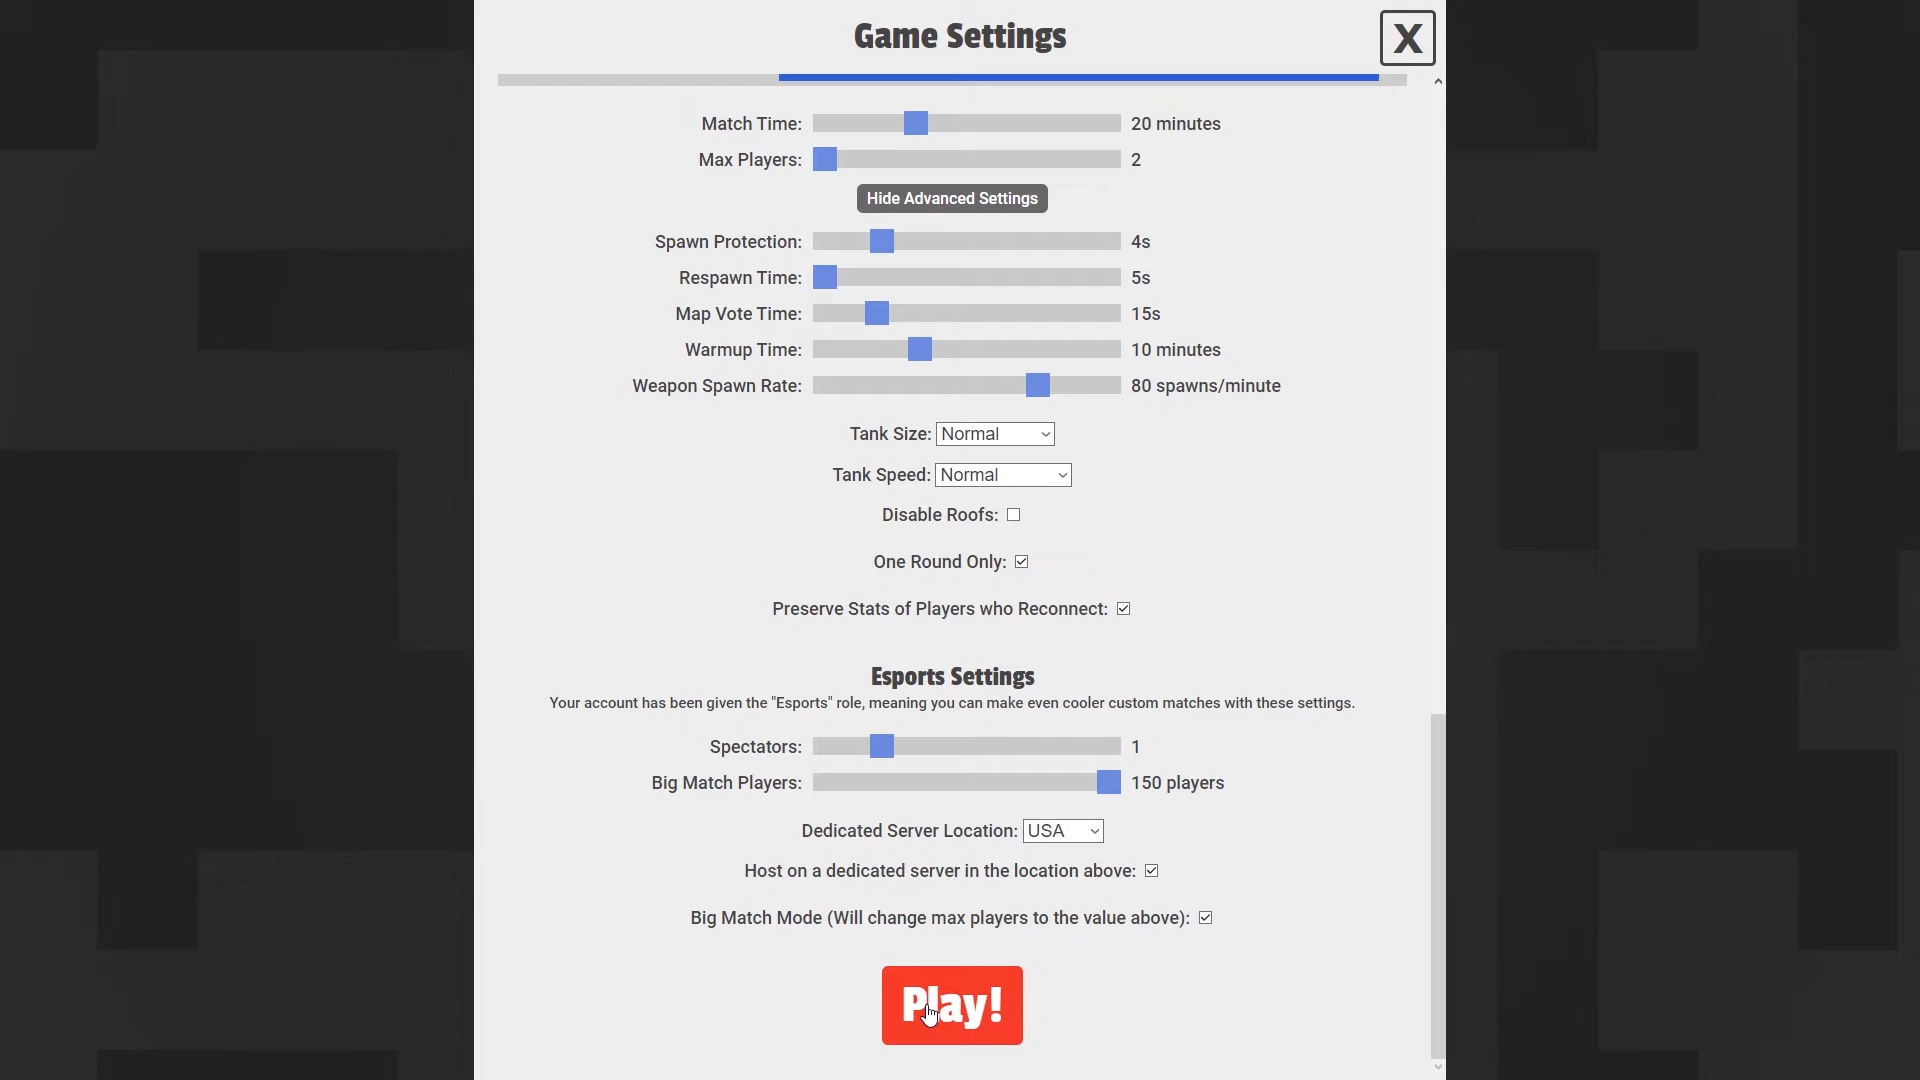 Game Settings
X
Match Time: 20 minutes
Max Players: 2
Hide Advanced Settings
Spawn Protection: 4s
Respawn Time: 5s
Map Vote Time: 15s
Warmup Time: 10 minutes
Weapon Spawn Rate: 80 spawns/minute
Tank Size: Normal
Tank Speed: Normal
Disable Roofs:
One Round Only:
Preserve Stats of Players who Reconnect:
Esports Settings
Your account has been given the "Esports" role, meaning you can make even cooler custom matches with these settings.
Spectators: 1
Big Match Players: 150 players
Dedicated Server Location: USA
Host on a dedicated server in the location above:
Big Match Mode (Will change max players to the value above):
Play!